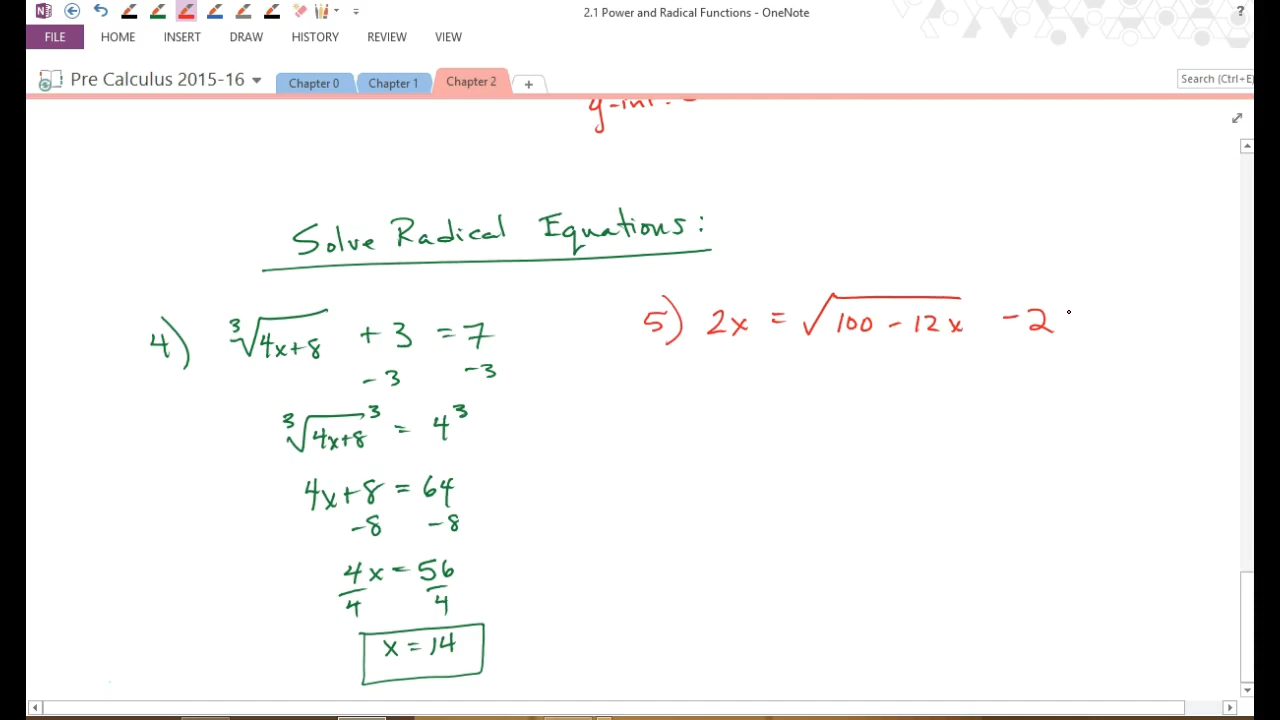 2.1 Power and Radical Functions - OneNote
?
FILE HOME INSERT DRAW HISTORY REVIEW VIEW
Pre Calculus 2015-16 Chapter 0 Chapter 1 Chapter 2 + Search (Ctrl+E)
y-int:
Solve Radical Equations:
4) ∛(4x+8) + 3 = 7
-3 -3
∛(4x+8)³ = 4³
4x+8 = 64
-8 -8
4x = 56
4 4
x = 14
5) 2x = √(100 - 12x) - 2